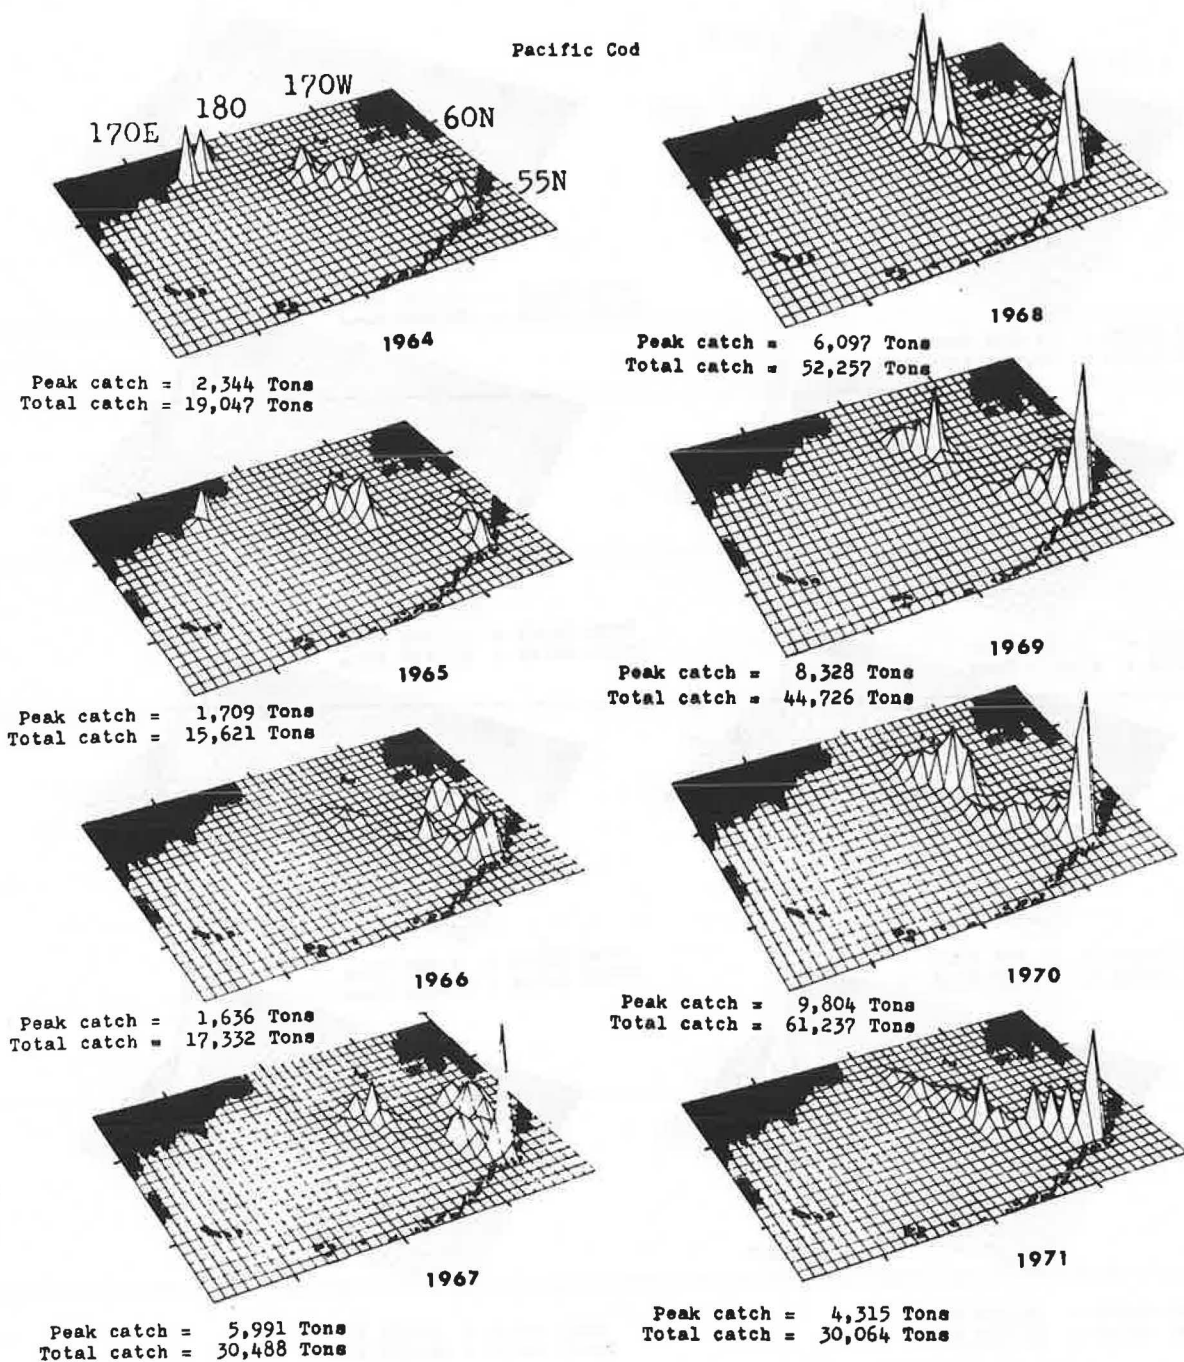 Pacific Cod
170E
180
170W
60N
55N
1964
Peak catch = 2,344 Tons
Total catch = 19,047 Tons
1965
Peak catch = 1,709 Tons
Total catch = 15,621 Tons
1966
Peak catch = 1,636 Tons
Total catch = 17,332 Tons
1967
Peak catch = 5,991 Tons
Total catch = 30,488 Tons
1968
Peak catch = 6,097 Tons
Total catch = 52,257 Tons
1969
Peak catch = 8,328 Tons
Total catch = 44,726 Tons
1970
Peak catch = 9,804 Tons
Total catch = 61,237 Tons
1971
Peak catch = 4,315 Tons
Total catch = 30,064 Tons